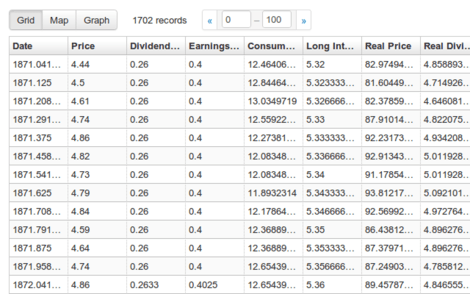 Grid Map Graph 1702 records « 0 – 100 »
Date Price Dividend... Earnings... Consum... Long Int... Real Price Real Divi...
1871.041... 4.44 0.26 0.4 12.46406... 5.32 82.97494... 4.858893...
1871.125 4.5 0.26 0.4 12.84464... 5.323333... 81.60449... 4.714926...
1871.208... 4.61 0.26 0.4 13.0349719 5.326666... 82.37859... 4.646081...
1871.291... 4.74 0.26 0.4 12.55922... 5.33 87.91014... 4.822075...
1871.375 4.86 0.26 0.4 12.27381... 5.333333... 92.23173... 4.934208...
1871.458... 4.82 0.26 0.4 12.08348... 5.336666... 92.91343... 5.011928...
1871.541... 4.73 0.26 0.4 12.08348... 5.34 91.17854... 5.011928...
1871.625 4.79 0.26 0.4 11.8932314 5.343333... 93.81217... 5.092101...
1871.708... 4.84 0.26 0.4 12.17864... 5.346666... 92.56992... 4.972764...
1871.791... 4.59 0.26 0.4 12.36889... 5.35 86.43812... 4.896276...
1871.875 4.64 0.26 0.4 12.36889... 5.353333... 87.37971... 4.896276...
1871.958... 4.74 0.26 0.4 12.65439... 5.356666... 87.24903... 4.785812...
1872.041... 4.86 0.2633 0.4025 12.65439... 5.36 89.45787... 4.846555...